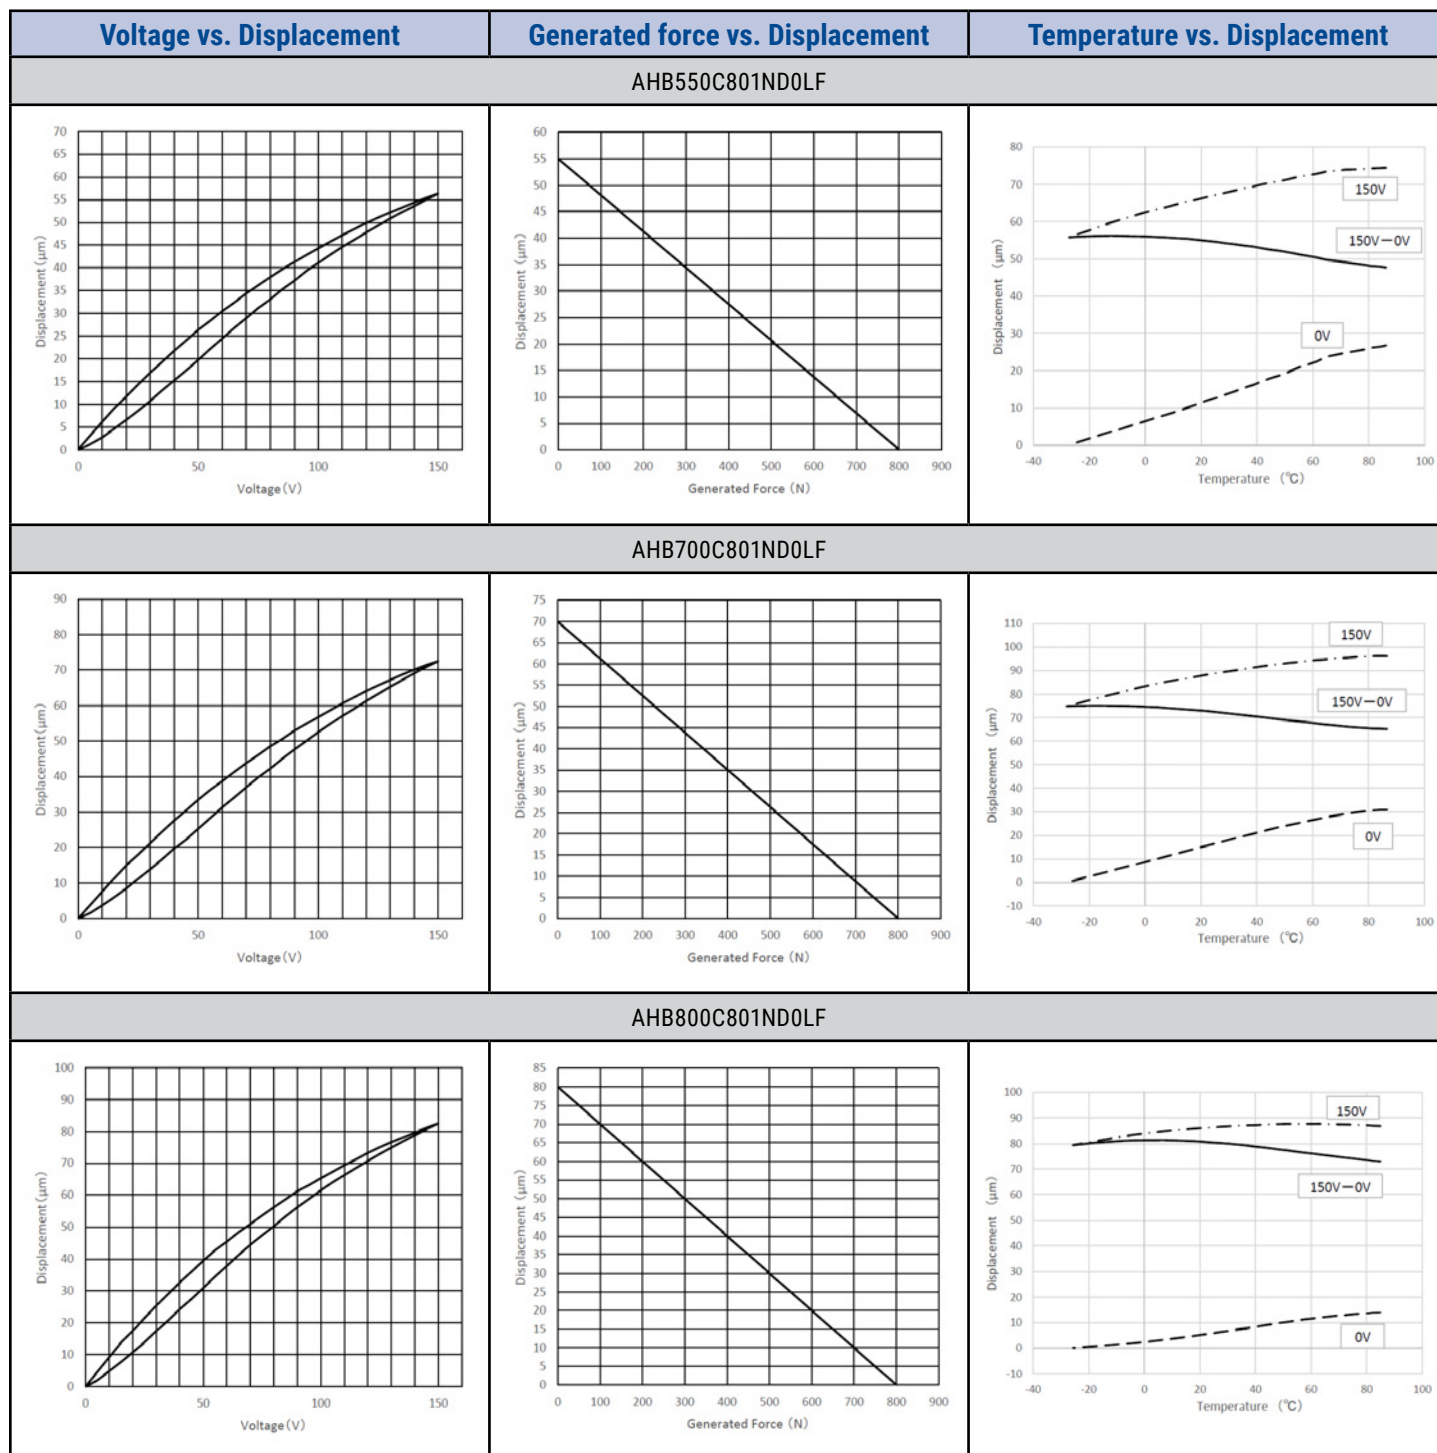 Voltage vs. Displacement
Generated force vs. Displacement
Temperature vs. Displacement
AHB550C801ND0LF
Displacement(μm)
70
65
60
55
50
45
40
35
30
25
20
15
10
5
0
0 50 100 150
Voltage(V)
Displacement(μm)
60
55
50
45
40
35
30
25
20
15
10
5
0
0 100 200 300 400 500 600 700 800 900
Generated Force (N)
Displacement (μm)
80
70
60
50
40
30
20
10
0
150V
150V－0V
0V
-40 -20 0 20 40 60 80 100
Temperature (℃)
AHB700C801ND0LF
Displacement(μm)
90
80
70
60
50
40
30
20
10
0
0 50 100 150
Voltage(V)
Displacement(μm)
75
70
65
60
55
50
45
40
35
30
25
20
15
10
5
0
0 100 200 300 400 500 600 700 800 900
Generated Force (N)
Displacement (μm)
110
100
90
80
70
60
50
40
30
20
10
0
-10
150V
150V－0V
0V
-40 -20 0 20 40 60 80 100
Temperature (℃)
AHB800C801ND0LF
Displacement(μm)
100
90
80
70
60
50
40
30
20
10
0
0 50 100 150
Voltage(V)
Displacement(μm)
85
80
75
70
65
60
55
50
45
40
35
30
25
20
15
10
5
0
0 100 200 300 400 500 600 700 800 900
Generated Force (N)
Displacement (μm)
100
90
80
70
60
50
40
30
20
10
0
-10
150V
150V－0V
0V
-40 -20 0 20 40 60 80 100
Temperature (℃)